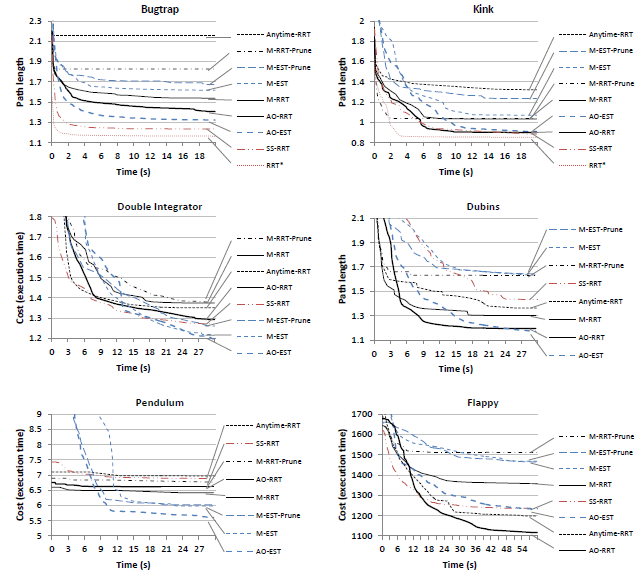 Bugtrap
Path length
2.3
2.1
1.9
1.7
1.5
1.3
1.1
0 2 4 6 8 10 12 14 16 18
Time (s)
Anytime-RRT
M-RRT-Prune
M-EST-Prune
M-EST
M-RRT
AO-RRT
AO-EST
SS-RRT
RRT*
Kink
Path length
2
1.8
1.6
1.4
1.2
1
0.8
0 2 4 6 8 10 12 14 16 18
Time (s)
Anytime-RRT
M-EST-Prune
M-EST
M-RRT-Prune
M-RRT
AO-EST
AO-RRT
SS-RRT
RRT*
Double Integrator
Cost (execution time)
1.8
1.7
1.6
1.5
1.4
1.3
1.2
0 3 6 9 12 15 18 21 24 27
Time (s)
M-RRT-Prune
M-RRT
Anytime-RRT
AO-RRT
SS-RRT
M-EST-Prune
M-EST
AO-EST
Dubins
Path length
2.1
1.9
1.7
1.5
1.3
1.1
0 3 6 9 12 15 18 21 24 27
Time (s)
M-EST-Prune
M-EST
M-RRT-Prune
SS-RRT
Anytime-RRT
M-RRT
AO-RRT
AO-EST
Pendulum
Cost (execution time)
9
8.5
8
7.5
7
6.5
6
5.5
5
0 3 6 9 12 15 18 21 24 27
Time (s)
Anytime-RRT
SS-RRT
M-RRT-Prune
AO-RRT
M-RRT
M-EST-Prune
M-EST
AO-EST
Flappy
Cost (execution time)
1700
1600
1500
1400
1300
1200
1100
0 6 12 18 24 30 36 42 48 54
Time (s)
M-RRT-Prune
M-EST-Prune
M-EST
M-RRT
SS-RRT
AO-EST
Anytime-RRT
AO-RRT